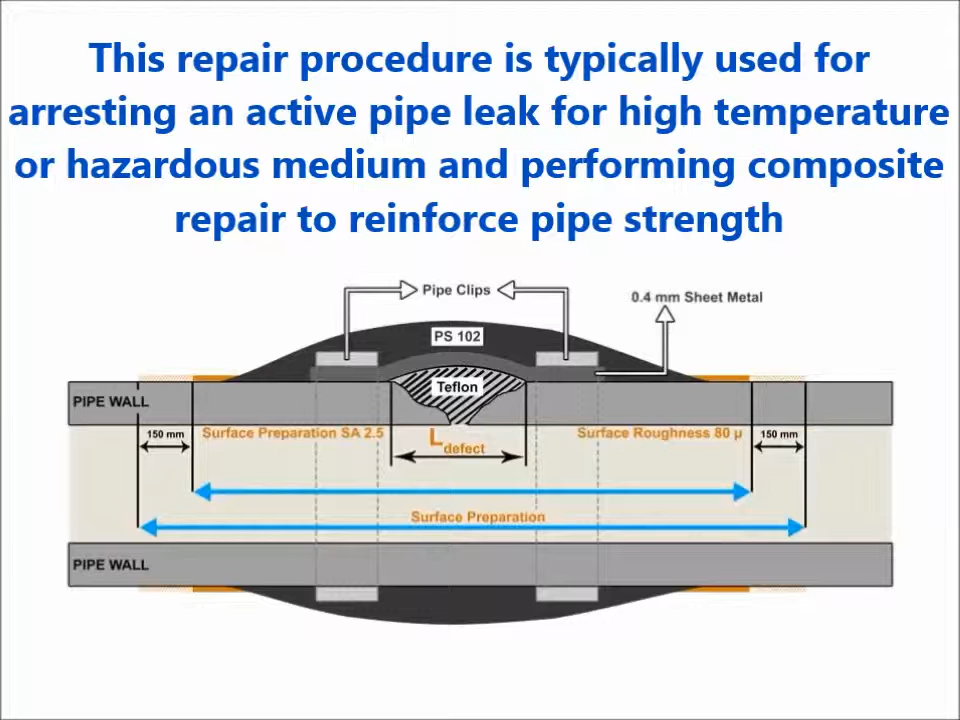 This repair procedure is typically used for
arresting an active pipe leak for high temperature
or hazardous medium and performing composite
repair to reinforce pipe strength
Pipe Clips
0.4 mm Sheet Metal
PS 102
Teflon
PIPE WALL
150 mm
Surface Preparation SA 2.5
L defect
Surface Roughness 80 µ
150 mm
Surface Preparation
PIPE WALL